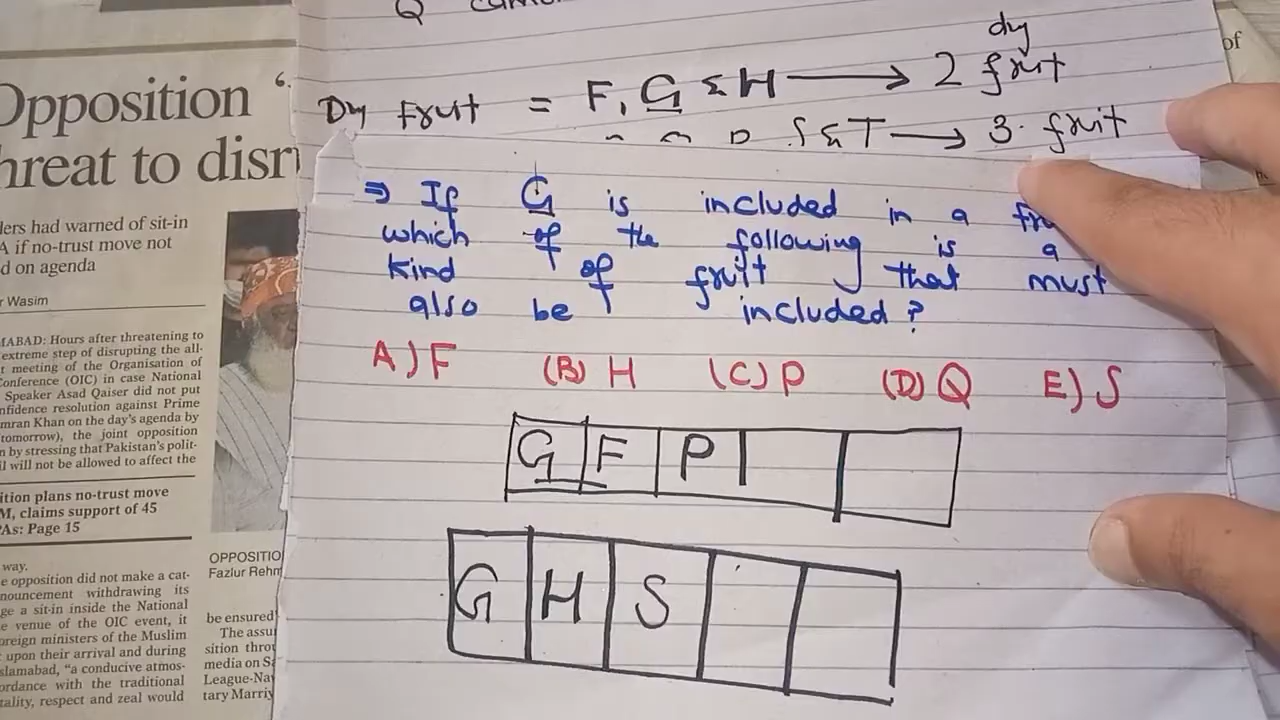 Opposition
hreat to disr
ders had warned of sit-in
A if no-trust move not
d on agenda
r Wasim
MABAD: Hours after threatening to
extreme step of disrupting the all-
t meeting of the Organisation of
Conference (OIC) in case National
Speaker Asad Qaiser did not put
nfidence resolution against Prime
mran Khan on the day's agenda by
tomorrow), the joint opposition
n by stressing that Pakistan's polit-
il will not be allowed to affect the
ition plans no-trust move
M, claims support of 45
As: Page 15
way.
e opposition did not make a cat-
nouncement withdrawing its
ge a sit-in inside the National
e venue of the OIC event, it
oreign ministers of the Muslim
upon their arrival and during
slamabad, "a conducive atmos-
ordance with the traditional
tality, respect and zeal would
OPPOSITIO
Fazlur Rehm
be ensured
The assu
sition throu
media on Sa
League-Na
tary Marriy
of
Q
Dry Fruit = F, G & H → 2 dry fruit
S & T → 3. fruit
⇒ If G is included in a
which of the following is a
kind of fruit that must
also be included?
A) F (B) H (C) P (D) Q E) S
G F P
G H S